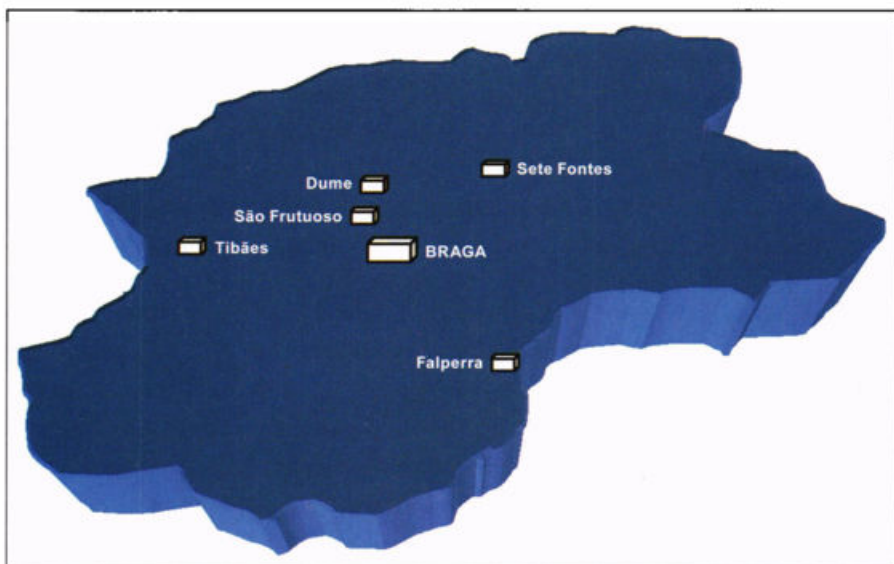 Sete Fontes
Dume
São Frutuoso
Tibães
BRAGA
Falperra